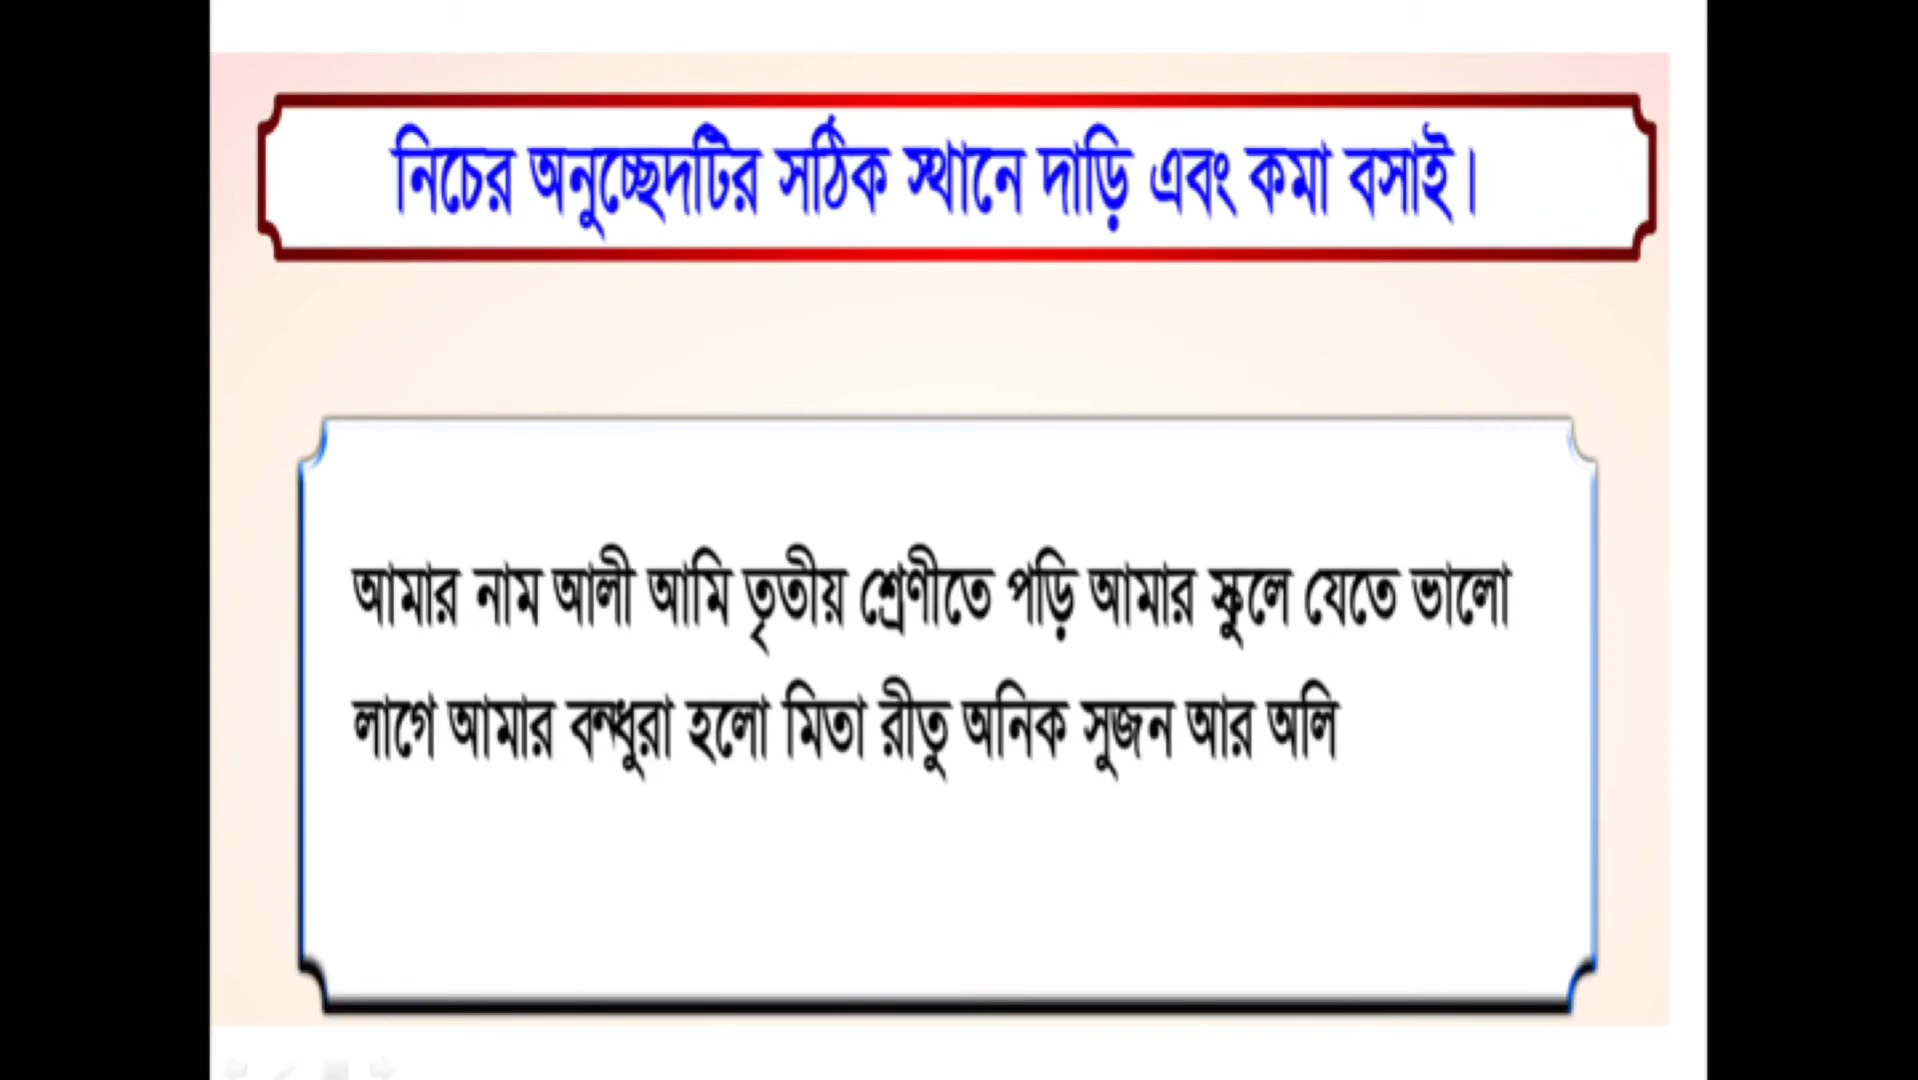 নিচের অনুচ্ছেদটির সঠিক স্থানে দাড়ি এবং কমা বসাই।
আমার নাম আলী আমি তৃতীয় শ্রেণীতে পড়ি আমার স্কুলে যেতে ভালো
লাগে আমার বন্ধুরা হলো মিতা রীতু অনিক সুজন আর অলি